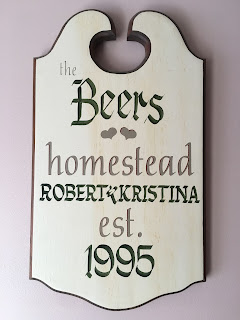 the
Beers
homestead
ROBERT & KRISTINA
est.
1995